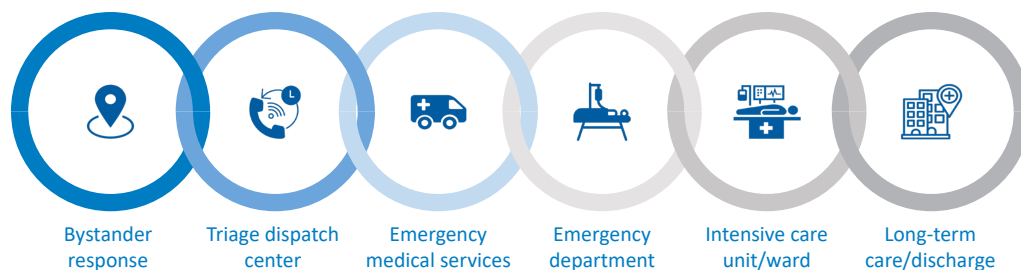 Bystander
response
Triage dispatch
center
Emergency
medical services
Emergency
department
Intensive care
unit/ward
Long-term
care/discharge